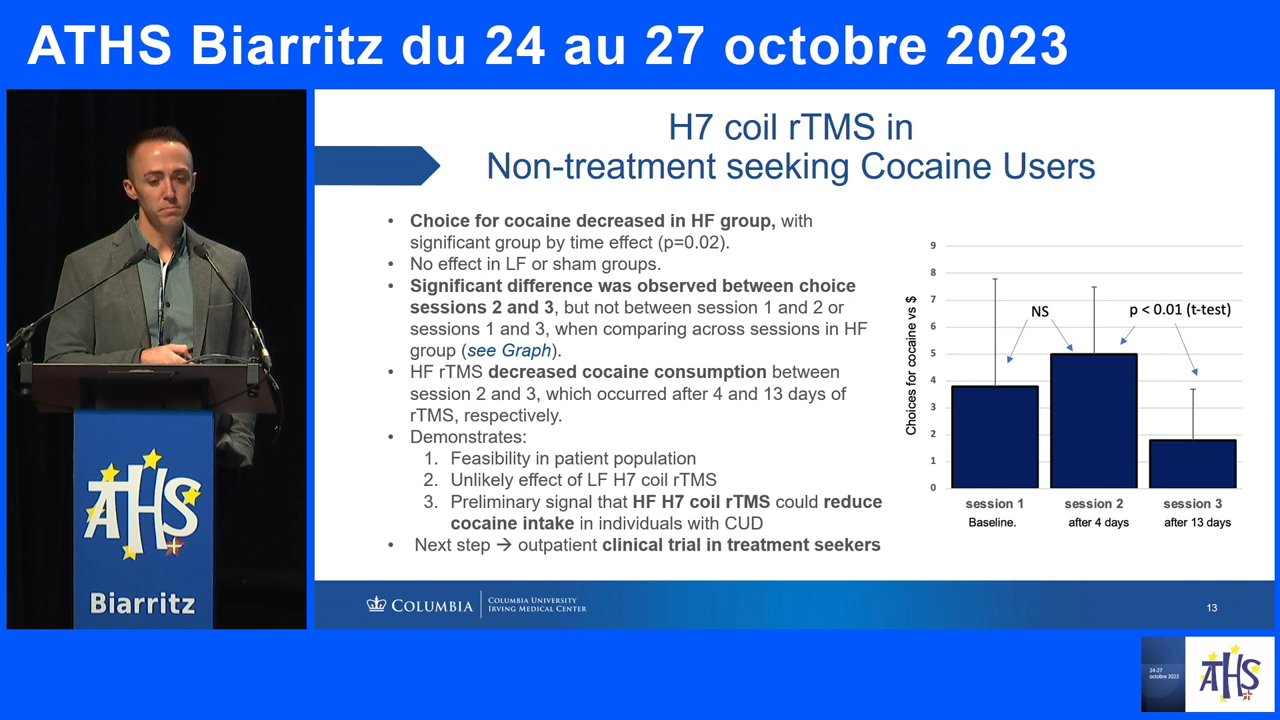 ATHS Biarritz du 24 au 27 octobre 2023
ATHS
Biarritz
H7 coil rTMS in
Non-treatment seeking Cocaine Users
• Choice for cocaine decreased in HF group, with
significant group by time effect (p=0.02).
• No effect in LF or sham groups.
• Significant difference was observed between choice
sessions 2 and 3, but not between session 1 and 2 or
sessions 1 and 3, when comparing across sessions in HF
group (see Graph).
• HF rTMS decreased cocaine consumption between
session 2 and 3, which occurred after 4 and 13 days of
rTMS, respectively.
• Demonstrates:
1. Feasibility in patient population
2. Unlikely effect of LF H7 coil rTMS
3. Preliminary signal that HF H7 coil rTMS could reduce
cocaine intake in individuals with CUD
• Next step → outpatient clinical trial in treatment seekers
Choices for cocaine vs $
9
8
7
6
5
4
3
2
1
0
NS
p < 0.01 (t-test)
session 1 session 2 session 3
Baseline. after 4 days after 13 days
COLUMBIA
COLUMBIA UNIVERSITY
IRVING MEDICAL CENTER
13
24-27
octobre 2023
ATHS